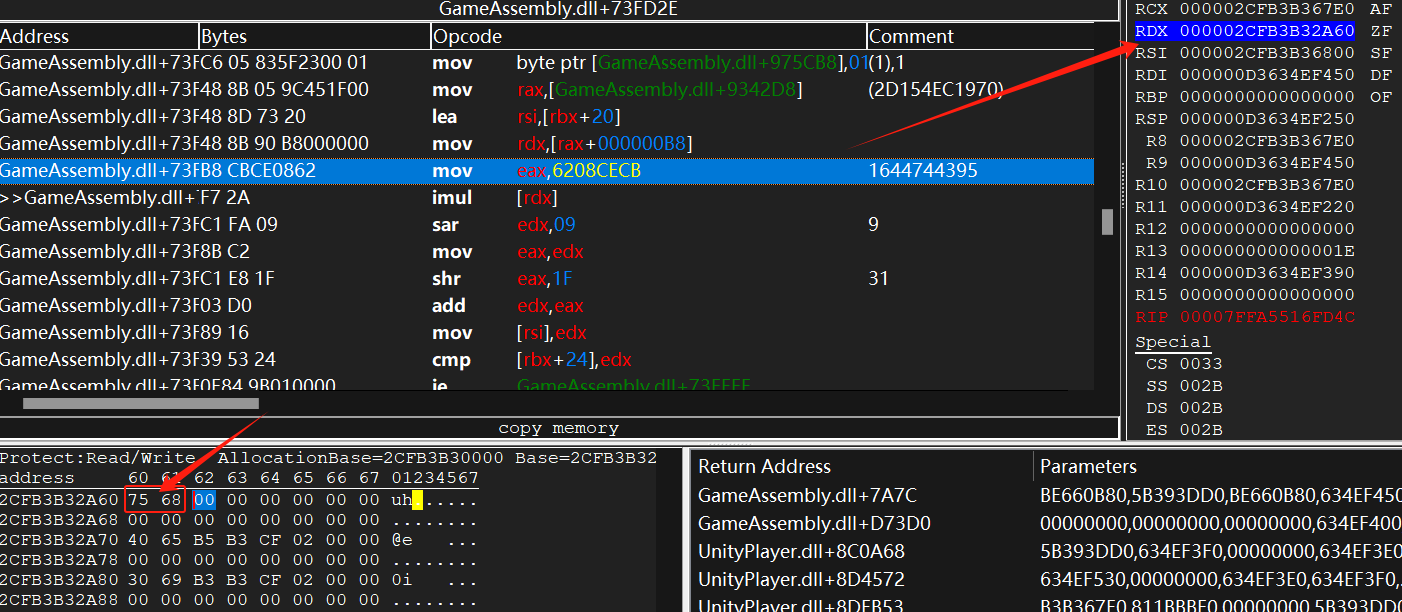 GameAssembly.dll+73FD2E
Address Bytes Opcode Comment
GameAssembly.dll+73FC6 05 835F2300 01 mov byte ptr [GameAssembly.dll+975CB8],01 (1),1
GameAssembly.dll+73F48 8B 05 9C451F00 mov rax,[GameAssembly.dll+9342D8] (2D154EC1970)
GameAssembly.dll+73F48 8D 73 20 lea rsi,[rbx+20]
GameAssembly.dll+73F48 8B 90 B8000000 mov rdx,[rax+000000B8]
GameAssembly.dll+73FB8 CBCE0862 mov eax,6208CECB 1644744395
>>GameAssembly.dll+F7 2A imul [rdx]
GameAssembly.dll+73FC1 FA 09 sar edx,09 9
GameAssembly.dll+73F8B C2 mov eax,edx
GameAssembly.dll+73FC1 E8 1F shr eax,1F 31
GameAssembly.dll+73F03 D0 add edx,eax
GameAssembly.dll+73F89 16 mov [rsi],edx
GameAssembly.dll+73F39 53 24 cmp [rbx+24],edx
GameAssembly.dll+73F0F84 9B010000 je
RCX 000002CFB3B367E0 AF
RDX 000002CFB3B32A60 ZF
RSI 000002CFB3B36800 SF
RDI 000000D3634EF450 DF
RBP 0000000000000000 OF
RSP 000000D3634EF250
R8 000002CFB3B367E0
R9 000000D3634EF450
R10 000002CFB3B367E0
R11 000000D3634EF220
R12 0000000000000000
R13 000000000000001E
R14 000000D3634EF390
R15 0000000000000000
RIP 00007FFA5516FD4C
Special
CS 0033
SS 002B
DS 002B
ES 002B
copy memory
Protect:Read/Write AllocationBase=2CFB3B30000 Base=2CFB3B32
address 60 61 62 63 64 65 66 67 01234567
2CFB3B32A60 75 68 00 00 00 00 00 00 uh......
2CFB3B32A68 00 00 00 00 00 00 00 00 ........
2CFB3B32A70 40 65 B5 B3 CF 02 00 00 @e ...
2CFB3B32A78 00 00 00 00 00 00 00 00 ........
2CFB3B32A80 30 69 B3 B3 CF 02 00 00 0i ...
2CFB3B32A88 00 00 00 00 00 00 00 00 ........
Return Address Parameters
GameAssembly.dll+7A7C BE660B80,5B393DD0,BE660B80,634EF450
GameAssembly.dll+D73D0 00000000,00000000,00000000,634EF400
UnityPlayer.dll+8C0A68 5B393DD0,634EF3F0,00000000,634EF3E0
UnityPlayer.dll+8D4572 634EF530,00000000,634EF3E0,634EF3F0,
UnityPlayer.dll+8DEB53